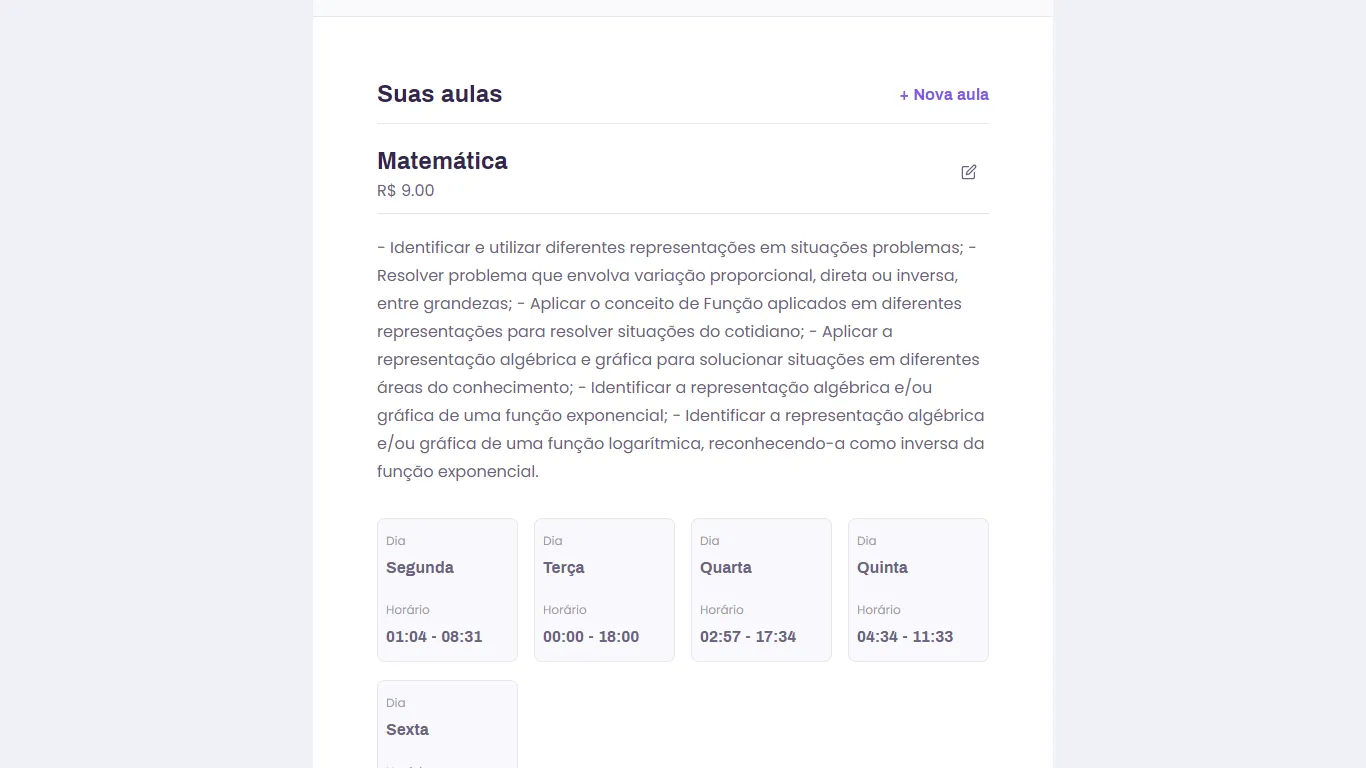 Suas aulas
+ Nova aula
Matemática
R$ 9.00
- Identificar e utilizar diferentes representações em situações problemas; -
Resolver problema que envolva variação proporcional, direta ou inversa,
entre grandezas; - Aplicar o conceito de Função aplicados em diferentes
representações para resolver situações do cotidiano; - Aplicar a
representação algébrica e gráfica para solucionar situações em diferentes
áreas do conhecimento; - Identificar a representação algébrica e/ou
gráfica de uma função exponencial; - Identificar a representação algébrica
e/ou gráfica de uma função logarítmica, reconhecendo-a como inversa da
função exponencial.
Dia
Segunda
Horário
01:04 - 08:31
Dia
Terça
Horário
00:00 - 18:00
Dia
Quarta
Horário
02:57 - 17:34
Dia
Quinta
Horário
04:34 - 11:33
Dia
Sexta